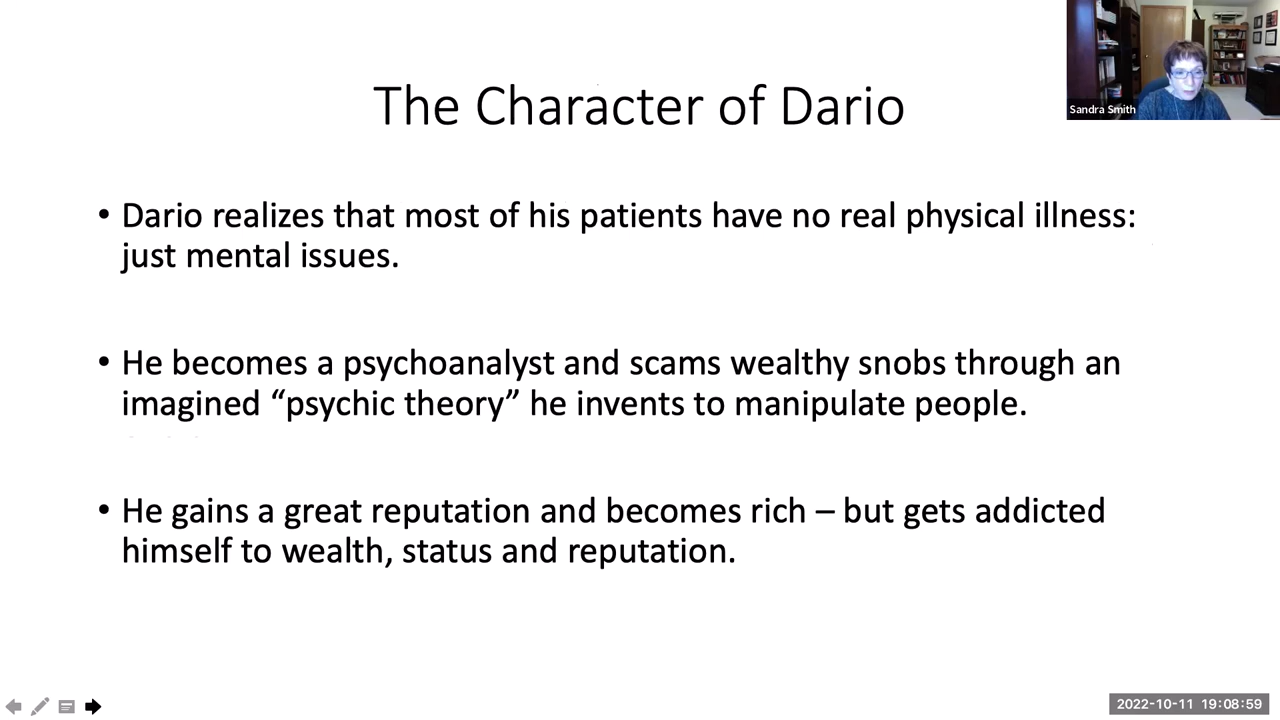 The Character of Dario
Sandra Smith
• Dario realizes that most of his patients have no real physical illness:
just mental issues.
• He becomes a psychoanalyst and scams wealthy snobs through an
imagined “psychic theory” he invents to manipulate people.
• He gains a great reputation and becomes rich – but gets addicted
himself to wealth, status and reputation.
2022-10-11 19:08:59